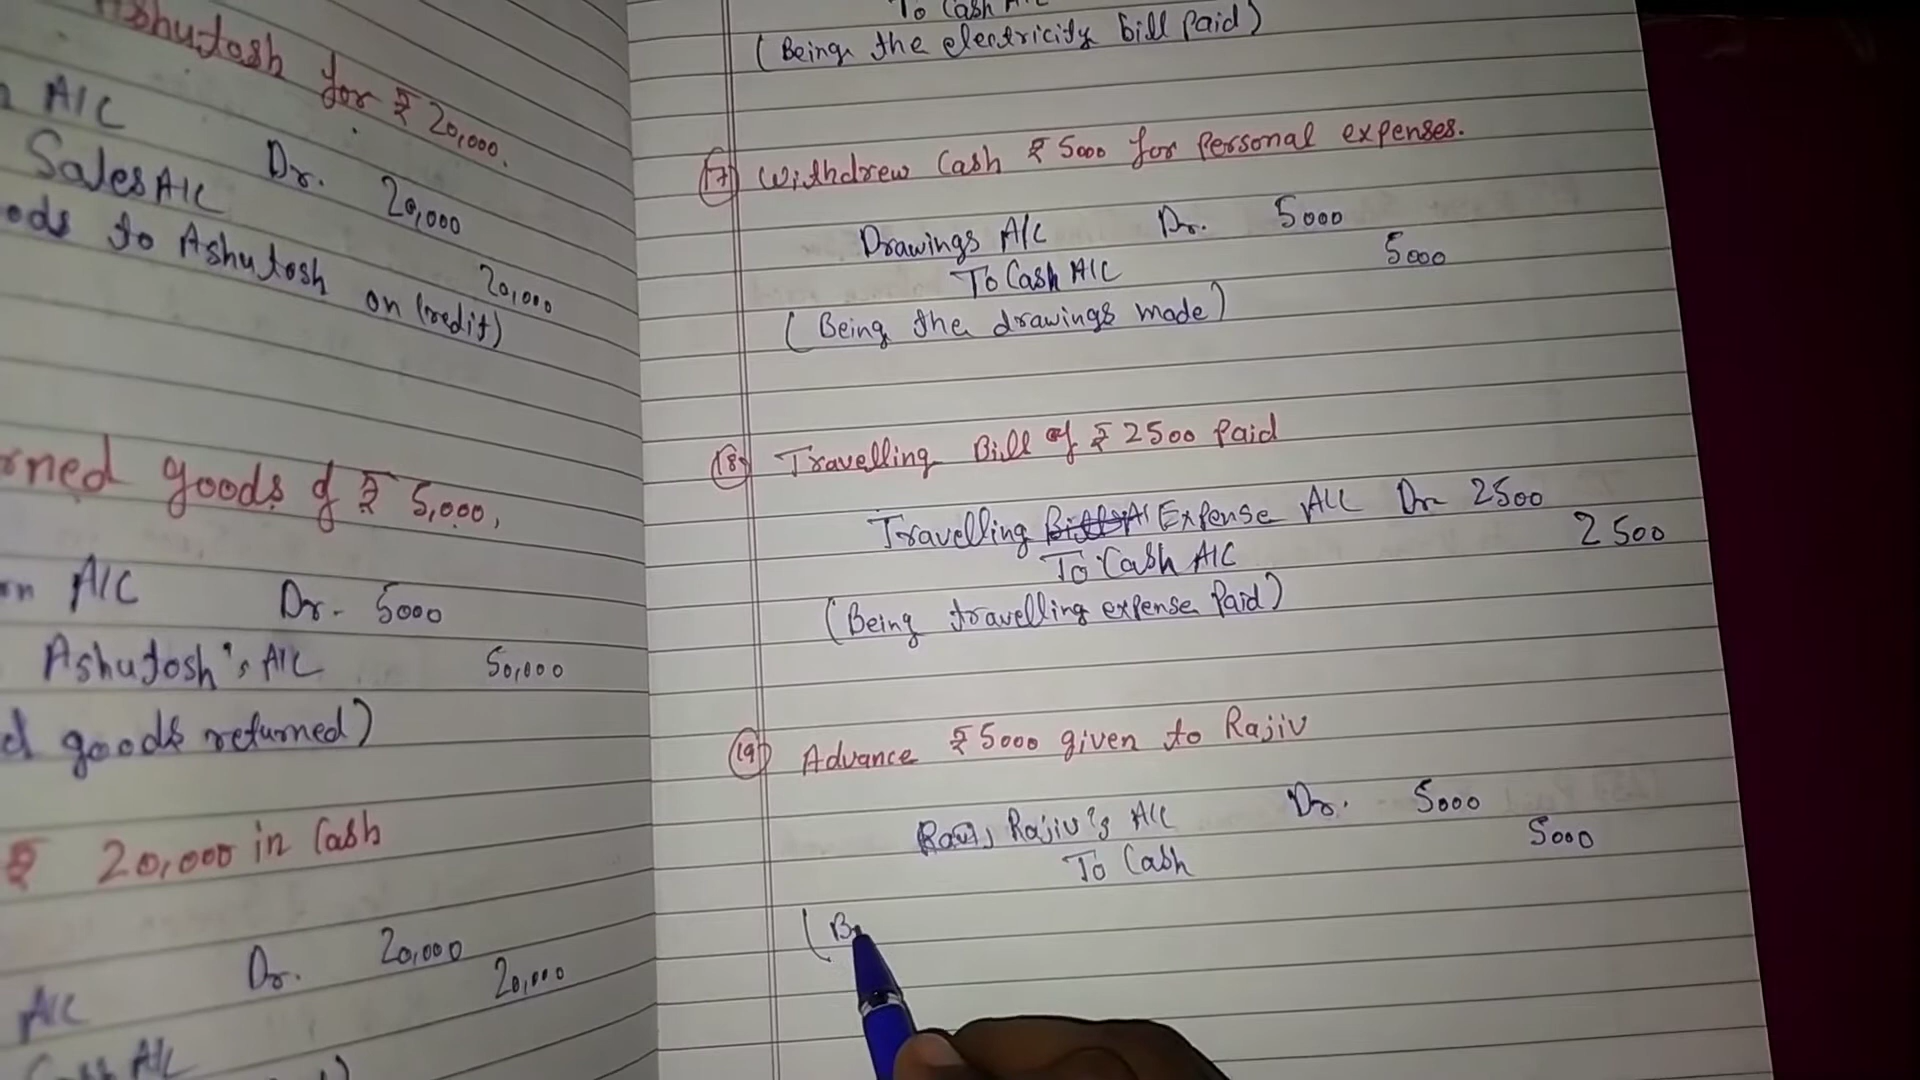 Ashutosh for ₹ 20,000.
A/C Dr. 20,000
Sales A/C 20,000
ods to Ashutosh on Credit)
rned goods of ₹ 5,000,
A/C Dr. 5000
Ashutosh's A/C 50,000
d goods returned)
₹ 20,000 in Cash
A/C Dr. 20,000
20,000
A/C
To Cash A/C
(Being the electricity bill Paid)
17) Withdrew Cash ₹ 5000 for Personal expenses.
Drawings A/C Dr. 5000
To Cash A/C 5000
(Being the drawings made)
18) Travelling Bill of ₹ 2500 Paid
Travelling Expense A/C Dr 2500
To Cash A/C 2500
(Being travelling expense Paid)
19) Advance ₹ 5000 given to Rajiv
Rajiv's A/C Dr. 5000
To Cash 5000
(B